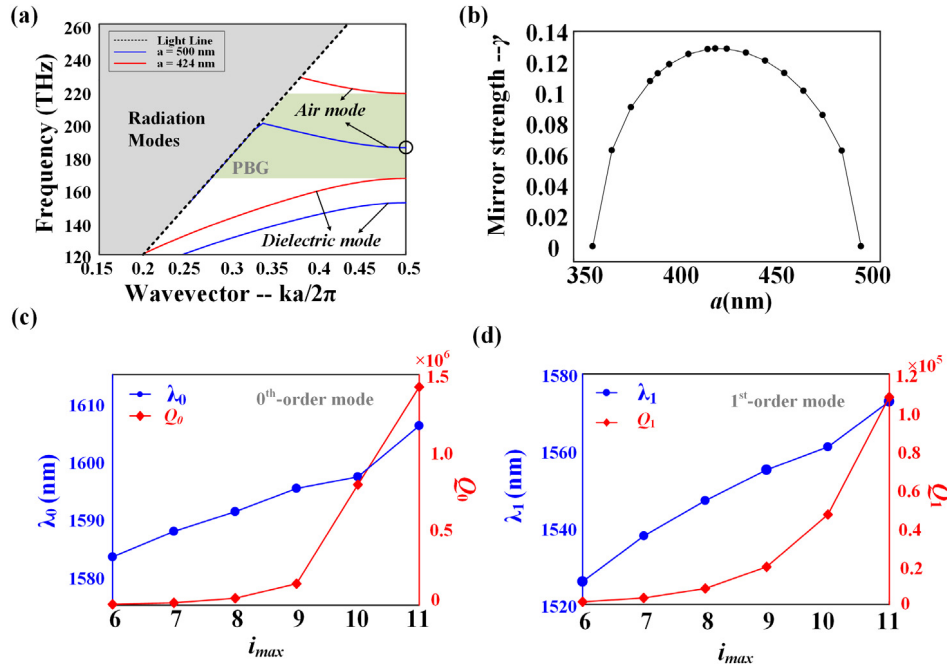 (a)
260
240
220
200
180
160
140
120
Frequency (THz)
Light Line
a = 500 nm
a = 424 nm
Radiation
Modes
Air mode
PBG
Dielectric mode
0.15 0.2 0.25 0.3 0.35 0.4 0.45 0.5
Wavevector -- ka/2π
(b)
0.14
0.12
0.1
0.08
0.06
0.04
0.02
0
Mirror strength --γ
350 400 450 500
a(nm)
(c)
1610
1600
1590
1580
λ₀ (nm)
λ₀
Q₀
0th-order mode
×10⁶
1.5
1.0
0.5
0
Q₀
6 7 8 9 10 11
imax
(d)
1580
1560
1540
1520
λ₁ (nm)
λ₁
Q₁
1st-order mode
×10⁵
1.2
1.0
0.8
0.6
0.4
0.2
0
Q₁
6 7 8 9 10 11
imax